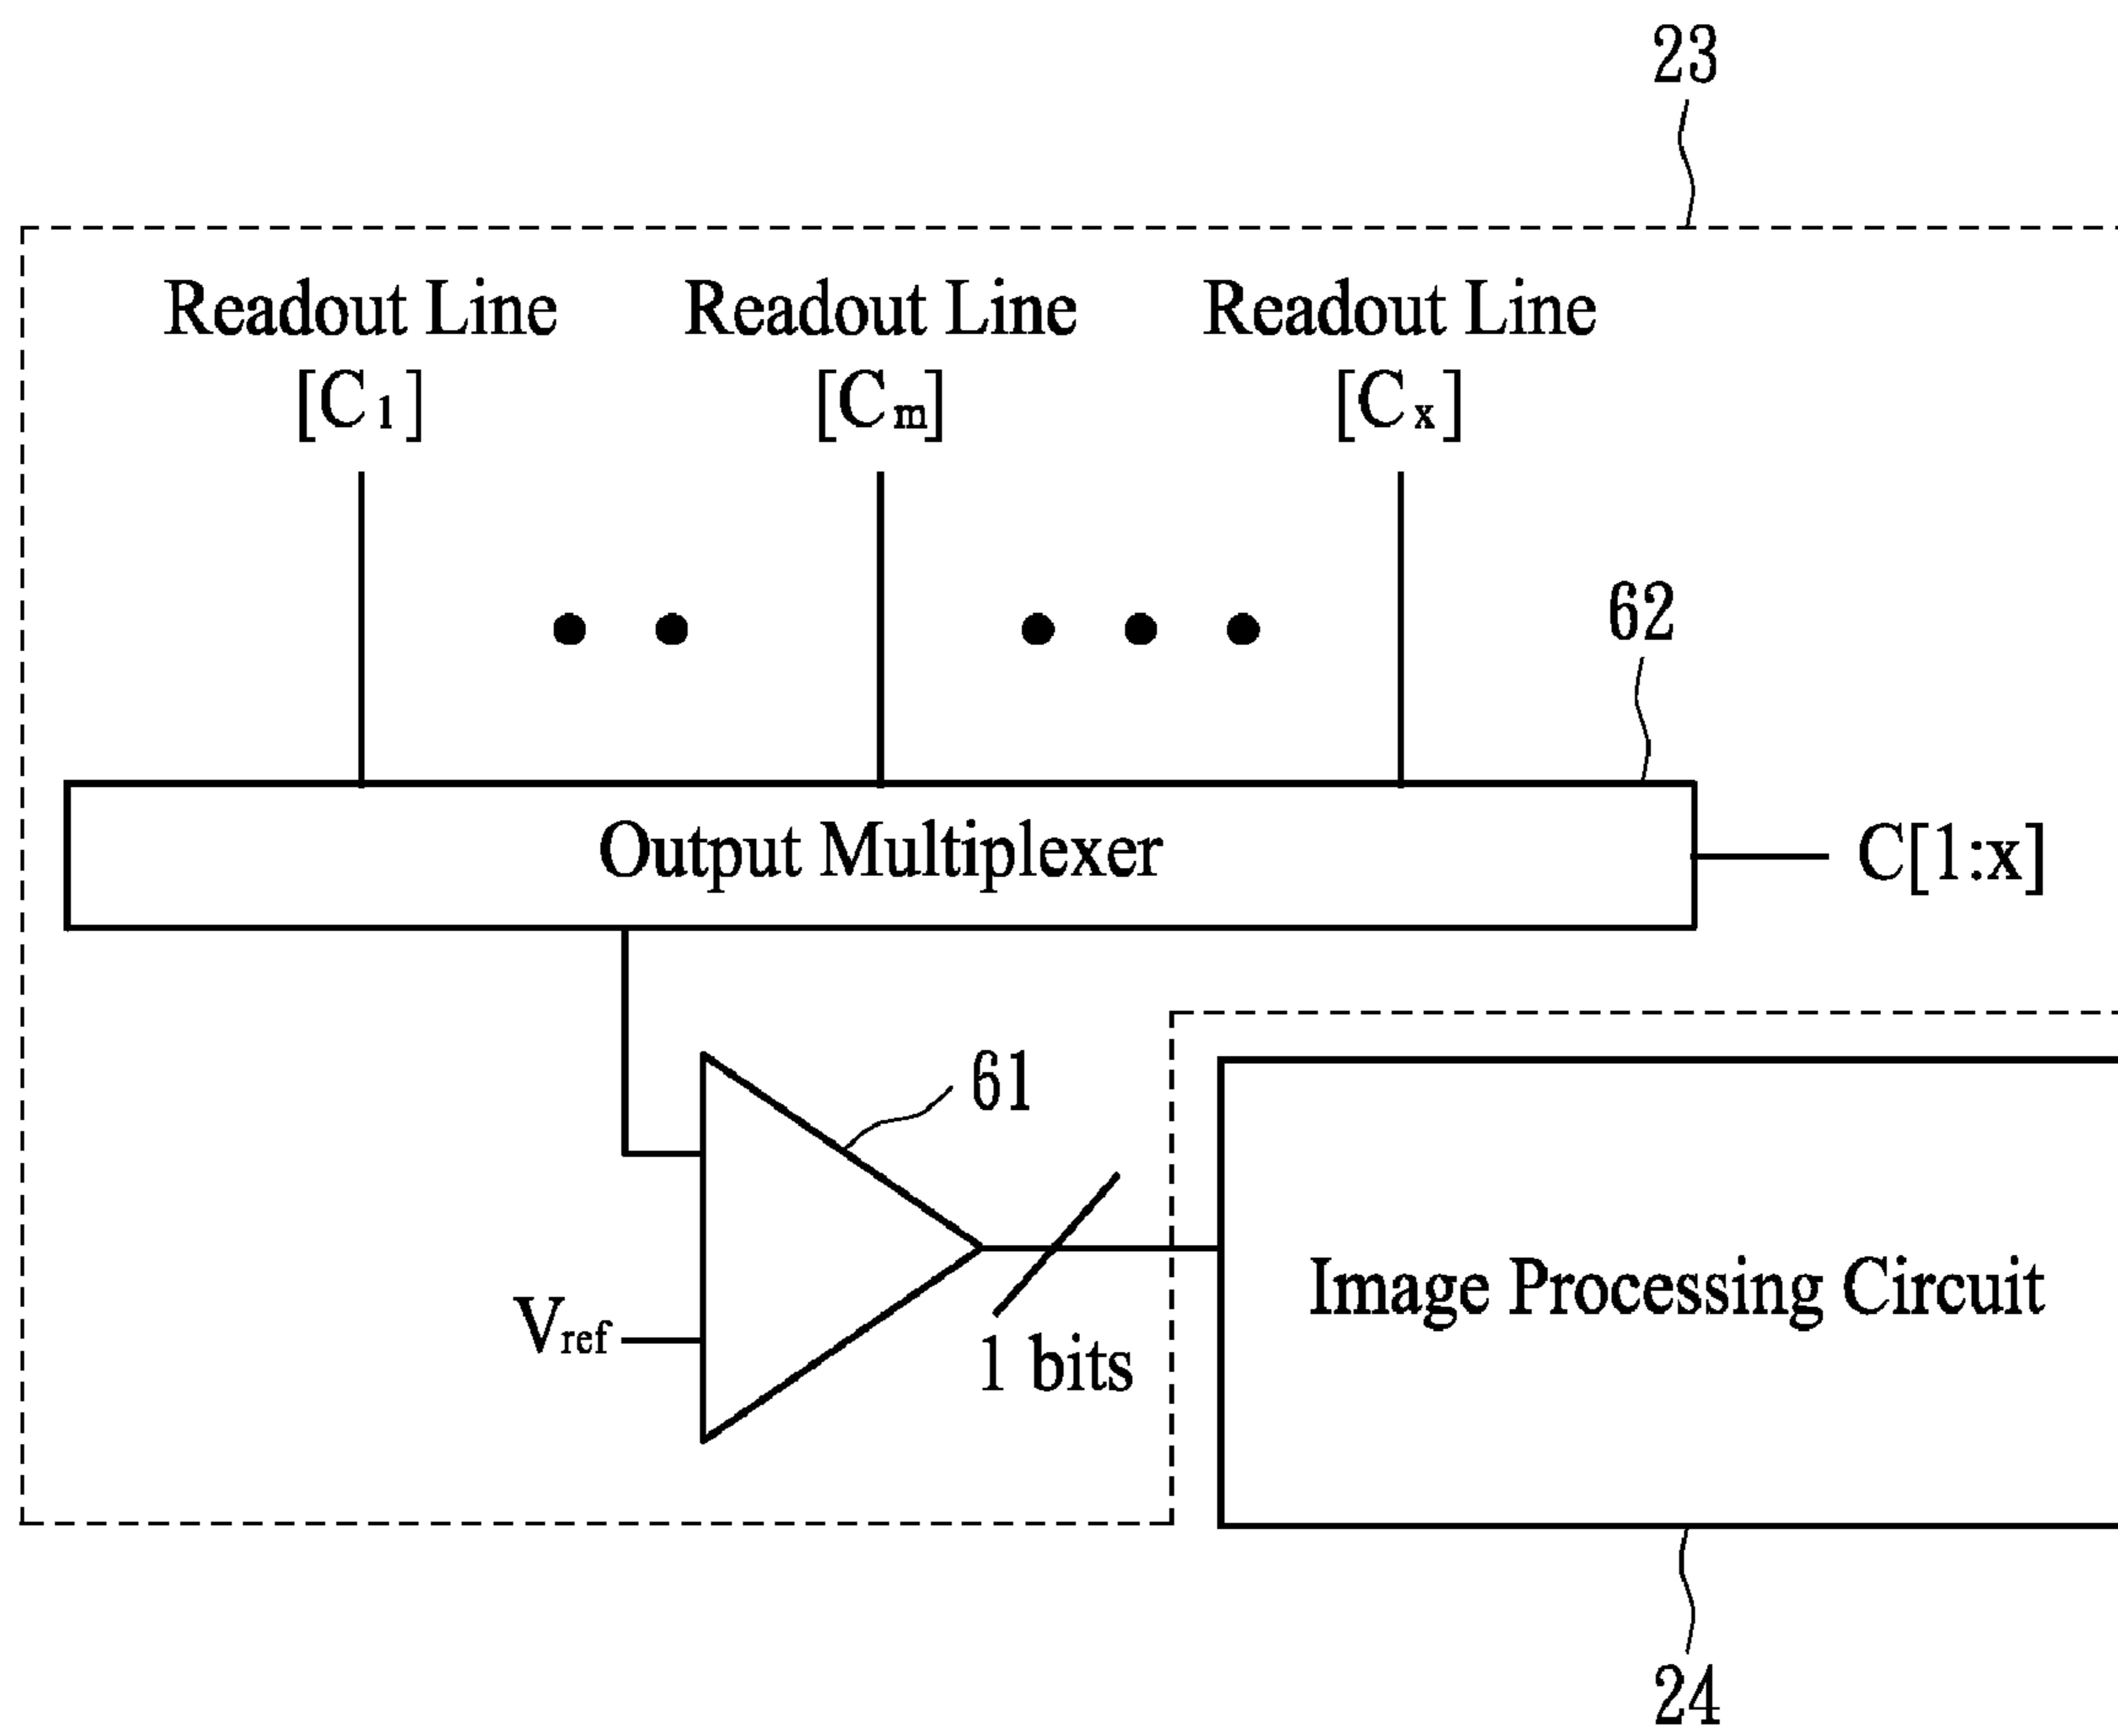 23
Readout Line Readout Line Readout Line
[C1] [Cm] [Cx]
62
Output Multiplexer
C[1:x]
61
Vref
1 bits
Image Processing Circuit
24